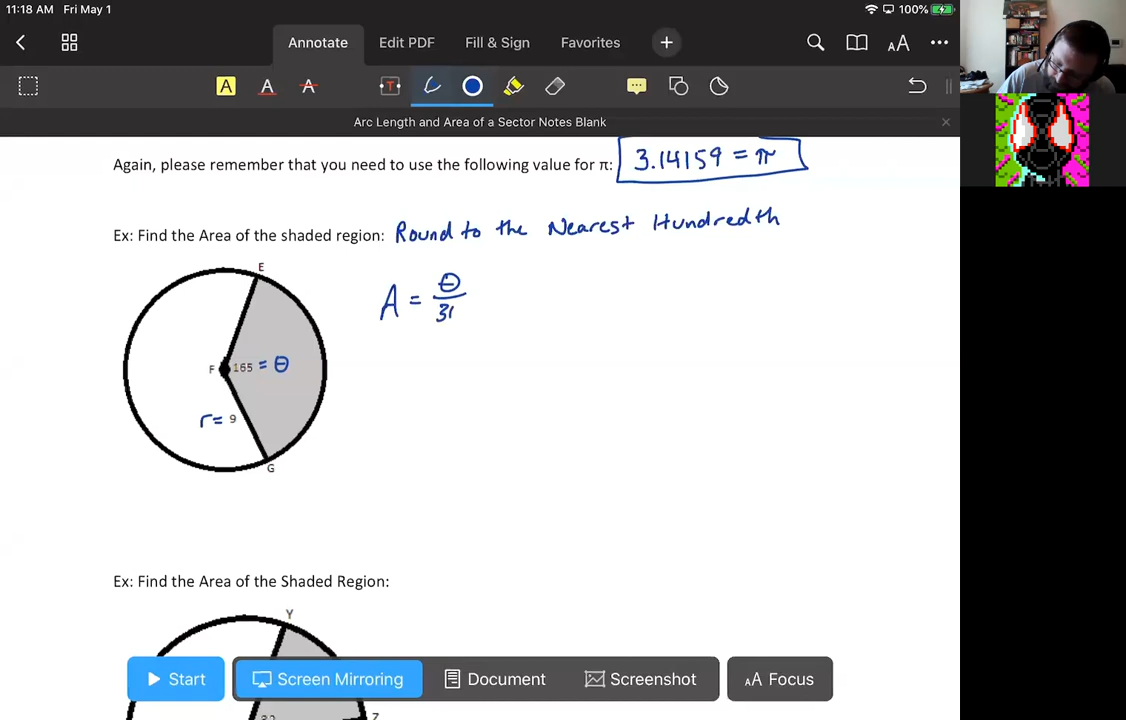 11:18 AM Fri May 1
100%
Annotate Edit PDF Fill & Sign Favorites +
Arc Length and Area of a Sector Notes Blank
Again, please remember that you need to use the following value for π: 3.14159 = π
Ex: Find the Area of the shaded region: Round to the Nearest Hundredth
E
A = θ/3
F 165 = θ
r = 9
G
Ex: Find the Area of the Shaded Region:
Y
Start Screen Mirroring Document Screenshot AA Focus
Z